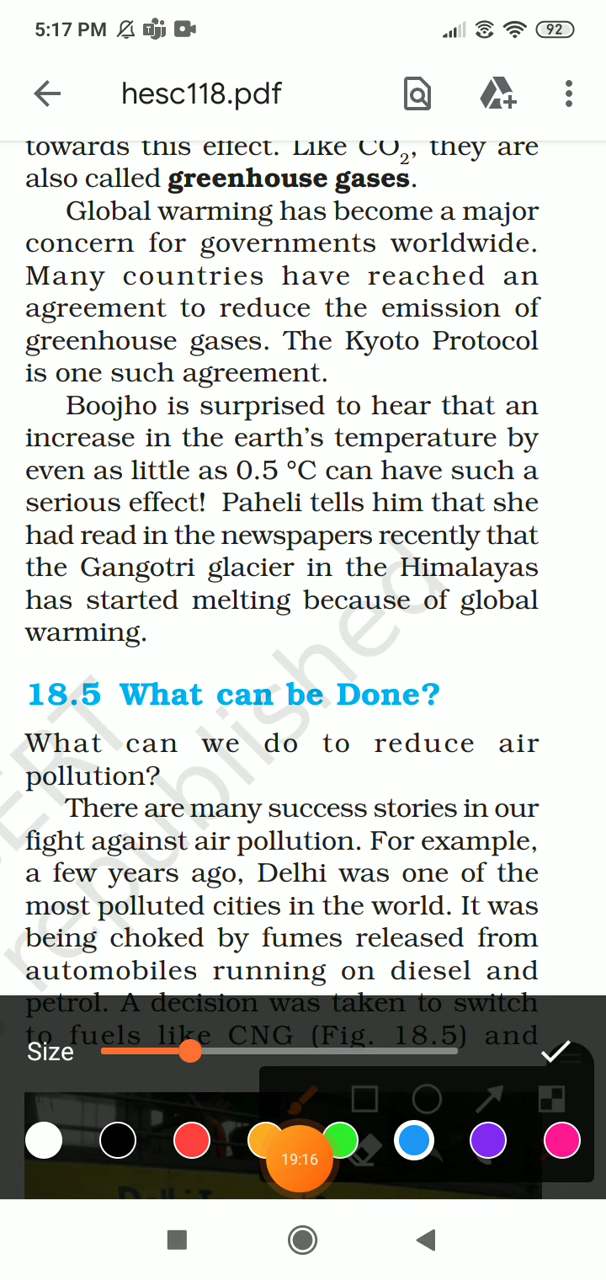 5:17 PM
92
hesc118.pdf
towards this effect. Like CO₂, they are
also called greenhouse gases.
Global warming has become a major
concern for governments worldwide.
Many countries have reached an
agreement to reduce the emission of
greenhouse gases. The Kyoto Protocol
is one such agreement.
Boojho is surprised to hear that an
increase in the earth's temperature by
even as little as 0.5 °C can have such a
serious effect! Paheli tells him that she
had read in the newspapers recently that
the Gangotri glacier in the Himalayas
has started melting because of global
warming.
18.5 What can be Done?
What can we do to reduce air
pollution?
There are many success stories in our
fight against air pollution. For example,
a few years ago, Delhi was one of the
most polluted cities in the world. It was
being choked by fumes released from
automobiles running on diesel and
petrol. A decision was taken to switch
to fuels like CNG (Fig. 18.5) and
Size
19:16
republished